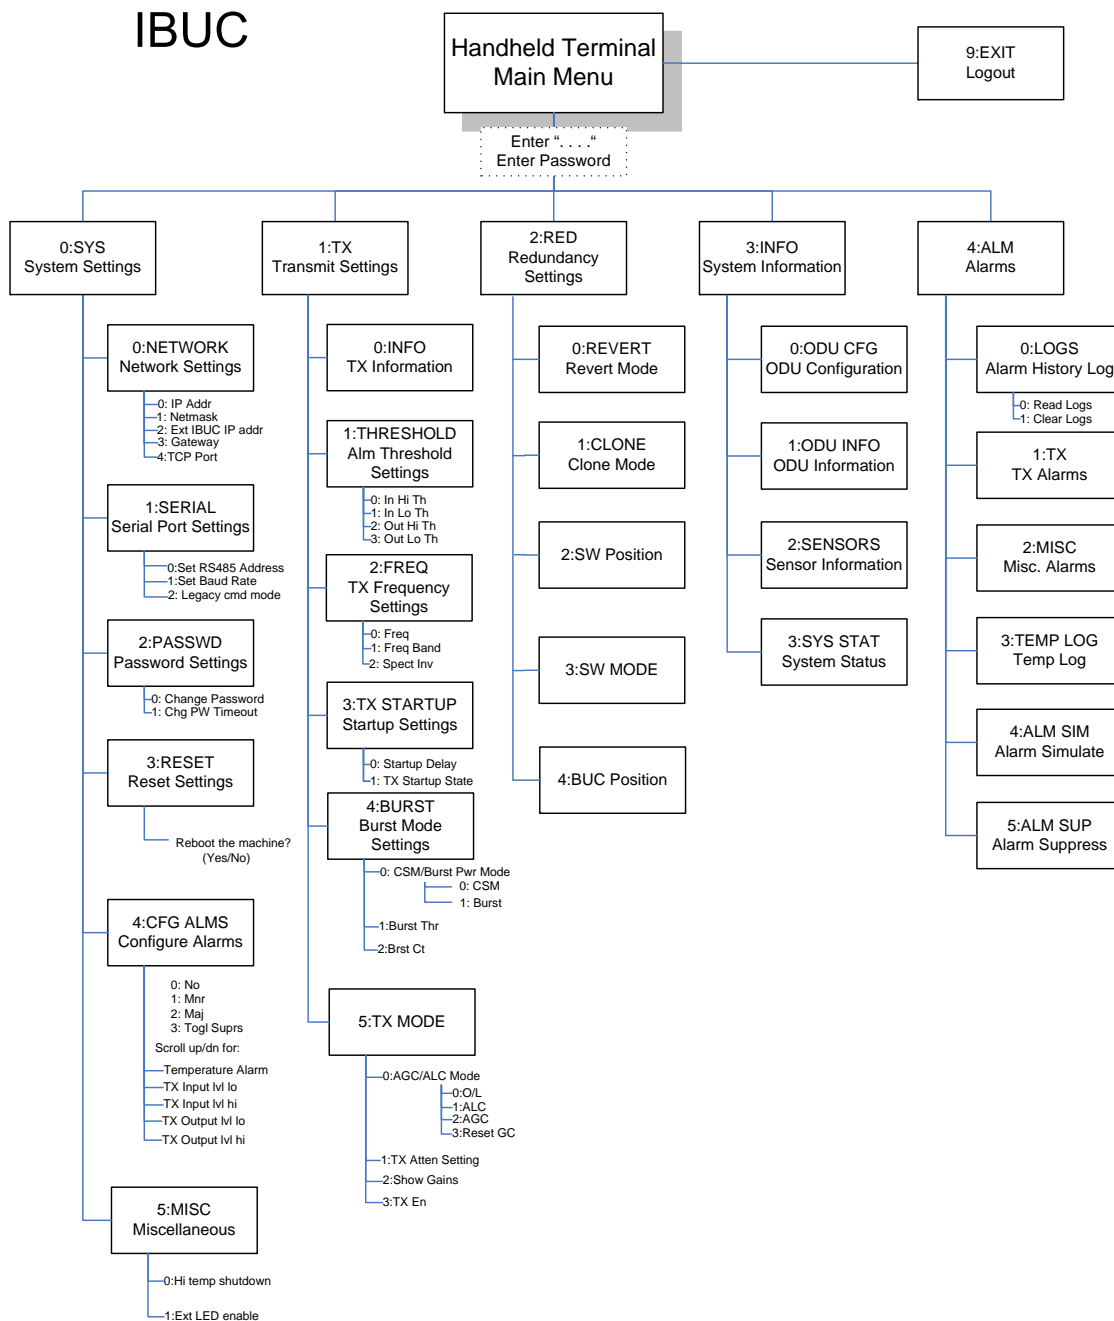 IBUC
Handheld Terminal
Main Menu
9:EXIT
Logout
Enter “. . . .“
Enter Password
0:SYS
System Settings
1:TX
Transmit Settings
2:RED
Redundancy
Settings
3:INFO
System Information
4:ALM
Alarms
0:NETWORK
Network Settings
0: IP Addr
1: Netmask
2: Ext IBUC IP addr
3: Gateway
4:TCP Port
1:SERIAL
Serial Port Settings
0:Set RS485 Address
1:Set Baud Rate
2: Legacy cmd mode
2:PASSWD
Password Settings
0: Change Password
1: Chg PW Timeout
3:RESET
Reset Settings
Reboot the machine?
(Yes/No)
4:CFG ALMS
Configure Alarms
0: No
1: Mnr
2: Maj
3: Togl Suprs
Scroll up/dn for:
Temperature Alarm
TX Input lvl lo
TX Input lvl hi
TX Output lvl lo
TX Output lvl hi
5:MISC
Miscellaneous
0:Hi temp shutdown
1:Ext LED enable
0:INFO
TX Information
1:THRESHOLD
Alm Threshold
Settings
0: In Hi Th
1: In Lo Th
2: Out Hi Th
3: Out Lo Th
2:FREQ
TX Frequency
Settings
0: Freq
1: Freq Band
2: Spect Inv
3:TX STARTUP
Startup Settings
0: Startup Delay
1: TX Startup State
4:BURST
Burst Mode
Settings
0: CSM/Burst Pwr Mode
0: CSM
1: Burst
1:Burst Thr
2:Brst Ct
5:TX MODE
0:AGC/ALC Mode
0:O/L
1:ALC
2:AGC
3:Reset GC
1:TX Atten Setting
2:Show Gains
3:TX En
0:REVERT
Revert Mode
1:CLONE
Clone Mode
2:SW Position
3:SW MODE
4:BUC Position
0:ODU CFG
ODU Configuration
1:ODU INFO
ODU Information
2:SENSORS
Sensor Information
3:SYS STAT
System Status
0:LOGS
Alarm History Log
0: Read Logs
1: Clear Logs
1:TX
TX Alarms
2:MISC
Misc. Alarms
3:TEMP LOG
Temp Log
4:ALM SIM
Alarm Simulate
5:ALM SUP
Alarm Suppress